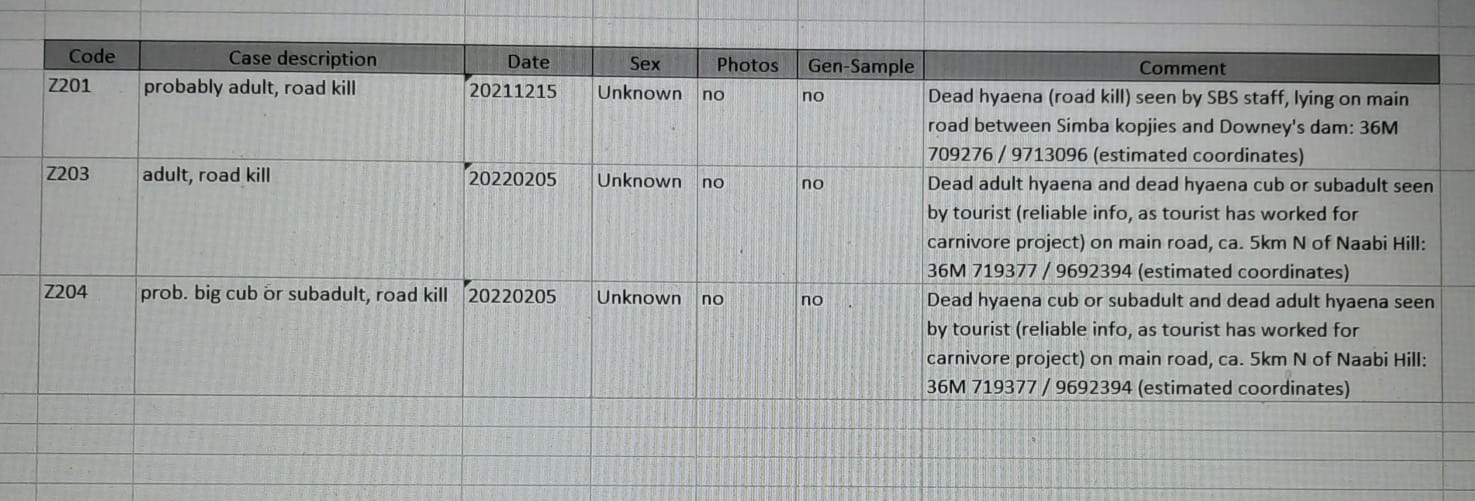 Code Case description Date Sex Photos Gen-Sample Comment
Z201 probably adult, road kill 20211215 Unknown no no Dead hyaena (road kill) seen by SBS staff, lying on main
road between Simba kopjies and Downey's dam: 36M
709276 / 9713096 (estimated coordinates)
Z203 adult, road kill 20220205 Unknown no no Dead adult hyaena and dead hyaena cub or subadult seen
by tourist (reliable info, as tourist has worked for
carnivore project) on main road, ca. 5km N of Naabi Hill:
36M 719377 / 9692394 (estimated coordinates)
Z204 prob. big cub or subadult, road kill 20220205 Unknown no no Dead hyaena cub or subadult and dead adult hyaena seen
by tourist (reliable info, as tourist has worked for
carnivore project) on main road, ca. 5km N of Naabi Hill:
36M 719377 / 9692394 (estimated coordinates)